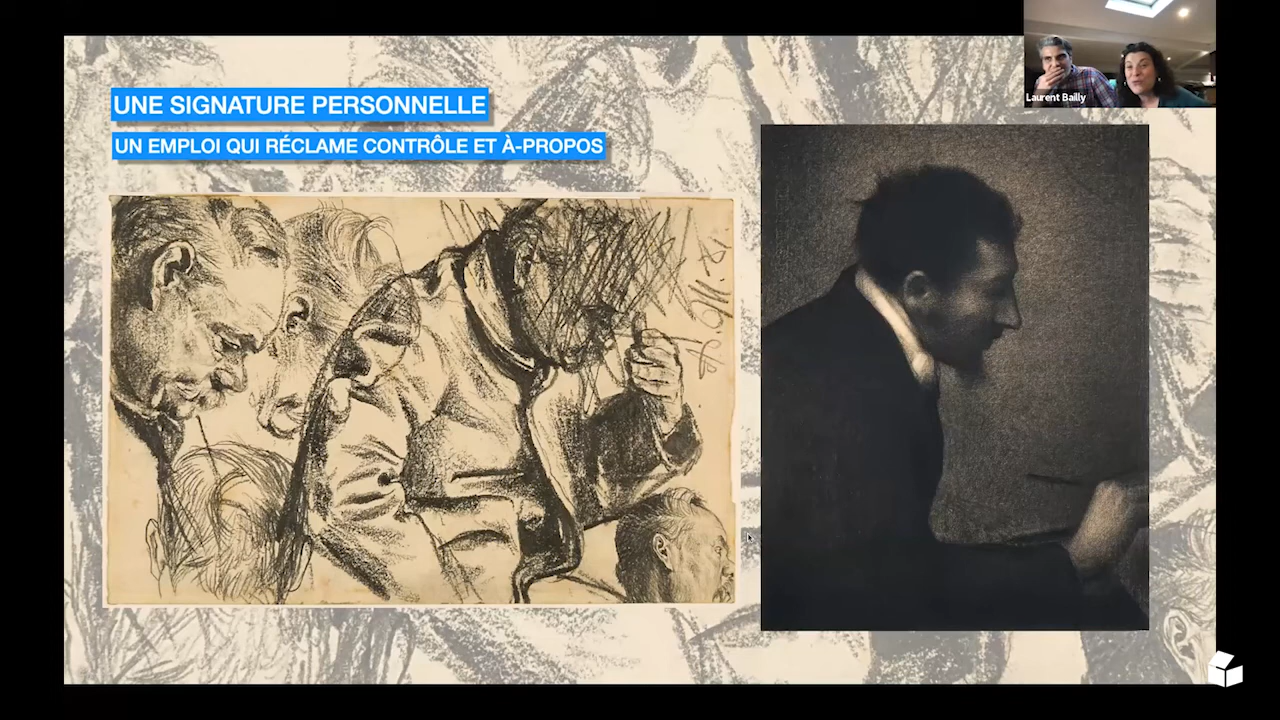 UNE SIGNATURE PERSONNELLE
UN EMPLOI QUI RÉCLAME CONTRÔLE ET À-PROPOS
Laurent Bailly